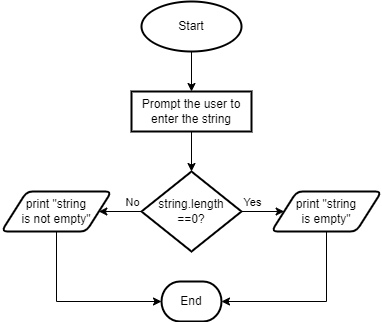 Start
Prompt the user to
enter the string
string.length
==0?
No
Yes
print "string
is not empty"
print "string
is empty"
End